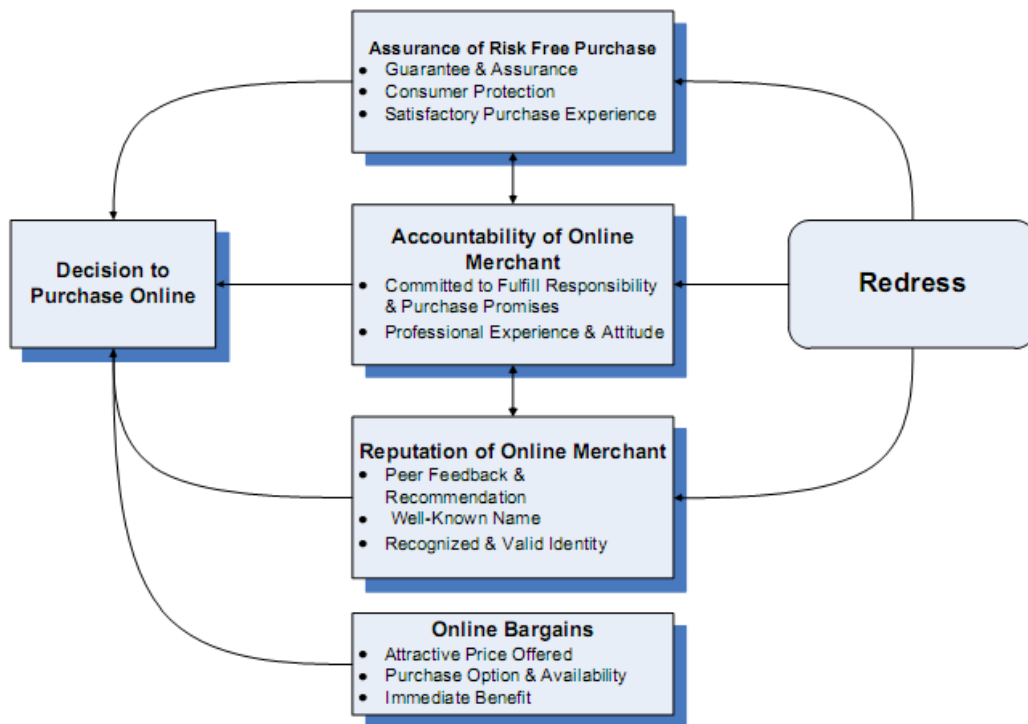 Assurance of Risk Free Purchase
• Guarantee & Assurance
• Consumer Protection
• Satisfactory Purchase Experience
Decision to
Purchase Online
Accountability of Online
Merchant
• Committed to Fulfill Responsibility
& Purchase Promises
• Professional Experience & Attitude
Redress
Reputation of Online Merchant
• Peer Feedback &
Recommendation
• Well-Known Name
• Recognized & Valid Identity
Online Bargains
• Attractive Price Offered
• Purchase Option & Availability
• Immediate Benefit